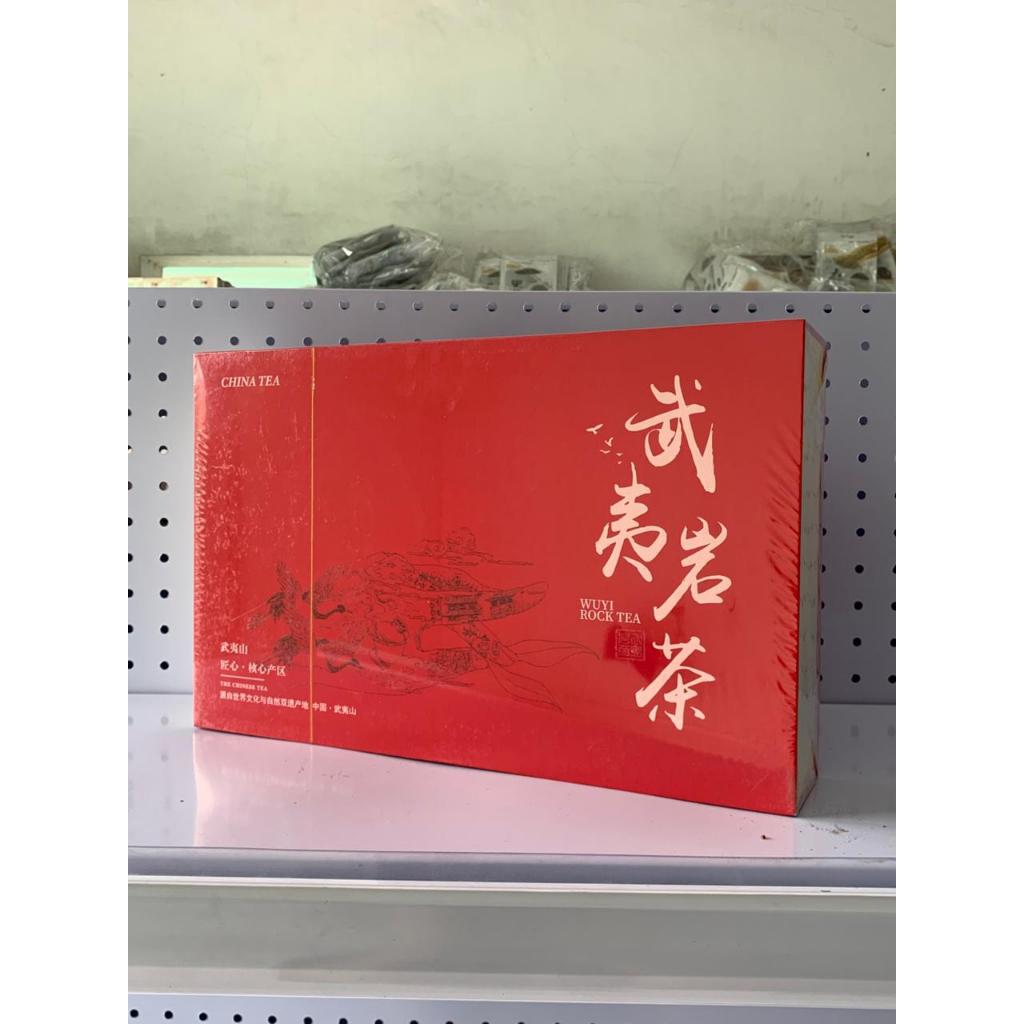 CHINA TEA
武夷岩茶
WUYI
ROCK TEA
武夷山
匠心·核心产区
THE CHINESE TEA
源自世界文化与自然双遗产地 中国·武夷山